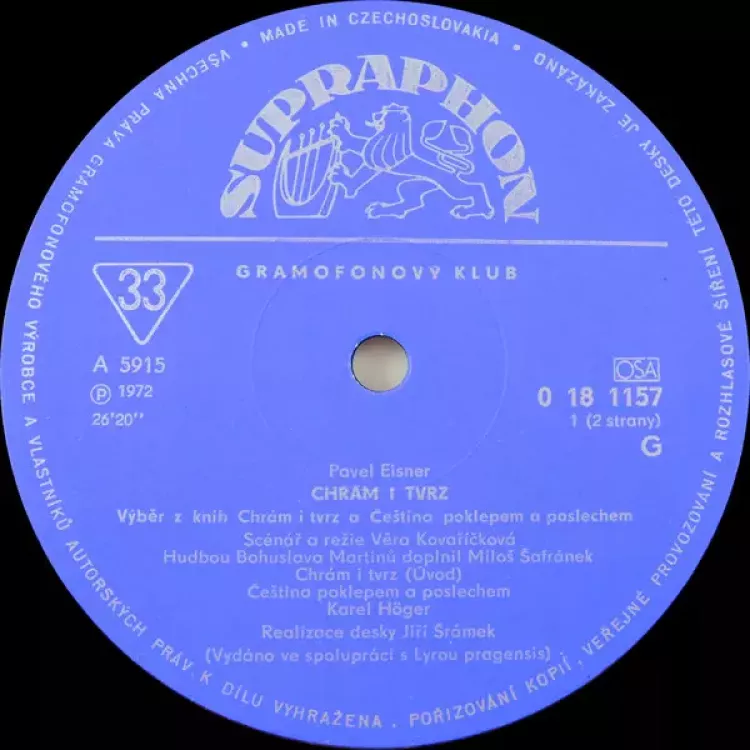 MADE IN CZECHOSLOVAKIA • VŠECHNA PRÁVA GRAMOFONOVÉHO VÝROBCE A VLASTNÍKŮ AUTORSKÝCH PRÁV K DÍLU VYHRAŽENA . POŘIZOVÁNÍ KOPIÍ, VEŘEJNÉ PROVOZOVÁNÍ A ROZHLASOVÉ ŠÍŘENÍ TÉTO DESKY JE ZAKÁZÁNO •
SUPRAPHON
GRAMOFONOVÝ KLUB
33
A 5915
Ⓟ 1972
26'20''
OSA
0 18 1157
1 (2 strany)
G
Pavel Eisner
CHRÁM I TVRZ
Výběr z knih Chrám i tvrz a Čeština poklepem a poslechem
Scénář a režie Věra Kovaříčková
Hudbou Bohuslava Martinů doplnil Miloš Šafránek
Chrám i tvrz (Úvod)
Čeština poklepem a poslechem
Karel Höger
Realizace desky Jiří Šrámek
(Vydáno ve spolupráci s Lyrou pragensis)